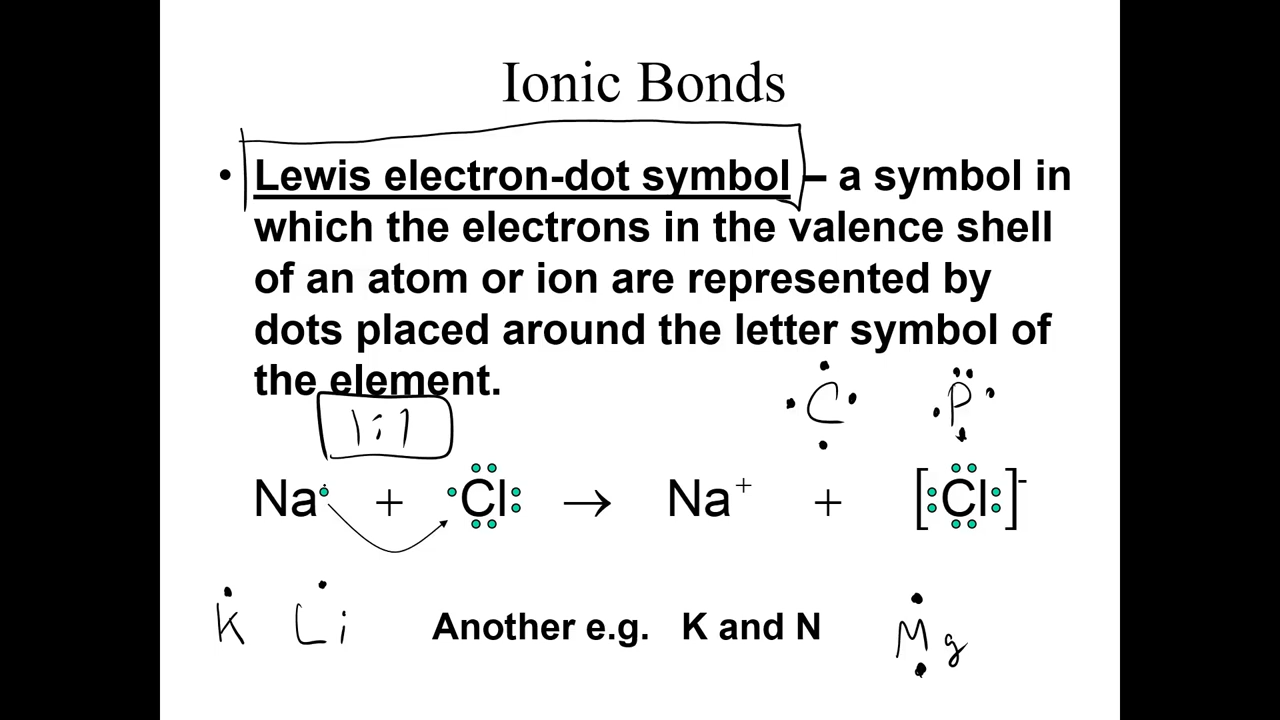 Ionic Bonds
• Lewis electron-dot symbol – a symbol in
which the electrons in the valence shell
of an atom or ion are represented by
dots placed around the letter symbol of
the element.
C P
1:1
Na + Cl → Na⁺ + [Cl]⁻
K Li Another e.g. K and N Mg